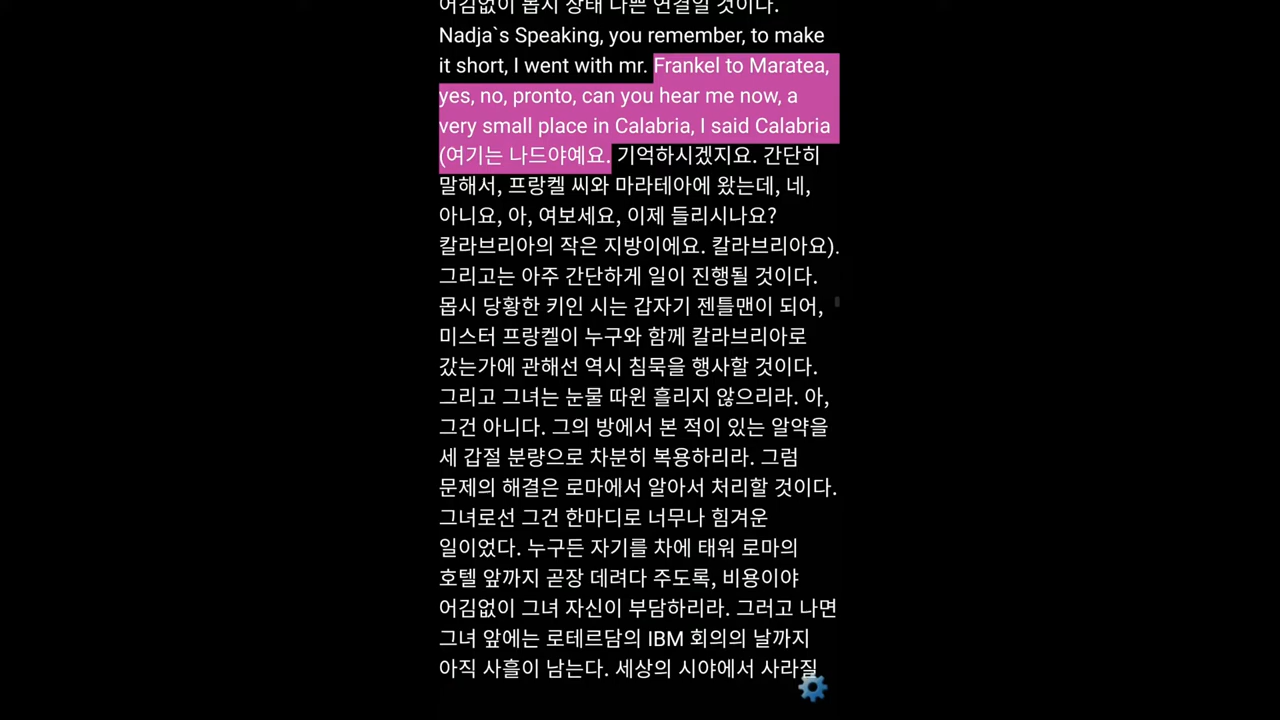 어김없이 몹시 상태 나쁜 연결일 것이다.
Nadja`s Speaking, you remember, to make
it short, I went with mr. Frankel to Maratea,
yes, no, pronto, can you hear me now, a
very small place in Calabria, I said Calabria
(여기는 나드야예요. 기억하시겠지요. 간단히
말해서, 프랑켈 씨와 마라테아에 왔는데, 네,
아니요, 아, 여보세요, 이제 들리시나요?
칼라브리아의 작은 지방이에요. 칼라브리아요).
그리고는 아주 간단하게 일이 진행될 것이다.
몹시 당황한 키인 시는 갑자기 젠틀맨이 되어,
미스터 프랑켈이 누구와 함께 칼라브리아로
갔는가에 관해선 역시 침묵을 행사할 것이다.
그리고 그녀는 눈물 따윈 흘리지 않으리라. 아,
그건 아니다. 그의 방에서 본 적이 있는 알약을
세 갑절 분량으로 차분히 복용하리라. 그럼
문제의 해결은 로마에서 알아서 처리할 것이다.
그녀로선 그건 한마디로 너무나 힘겨운
일이었다. 누구든 자기를 차에 태워 로마의
호텔 앞까지 곧장 데려다 주도록, 비용이야
어김없이 그녀 자신이 부담하리라. 그러고 나면
그녀 앞에는 로테르담의 IBM 회의의 날까지
아직 사흘이 남는다. 세상의 시야에서 사라질